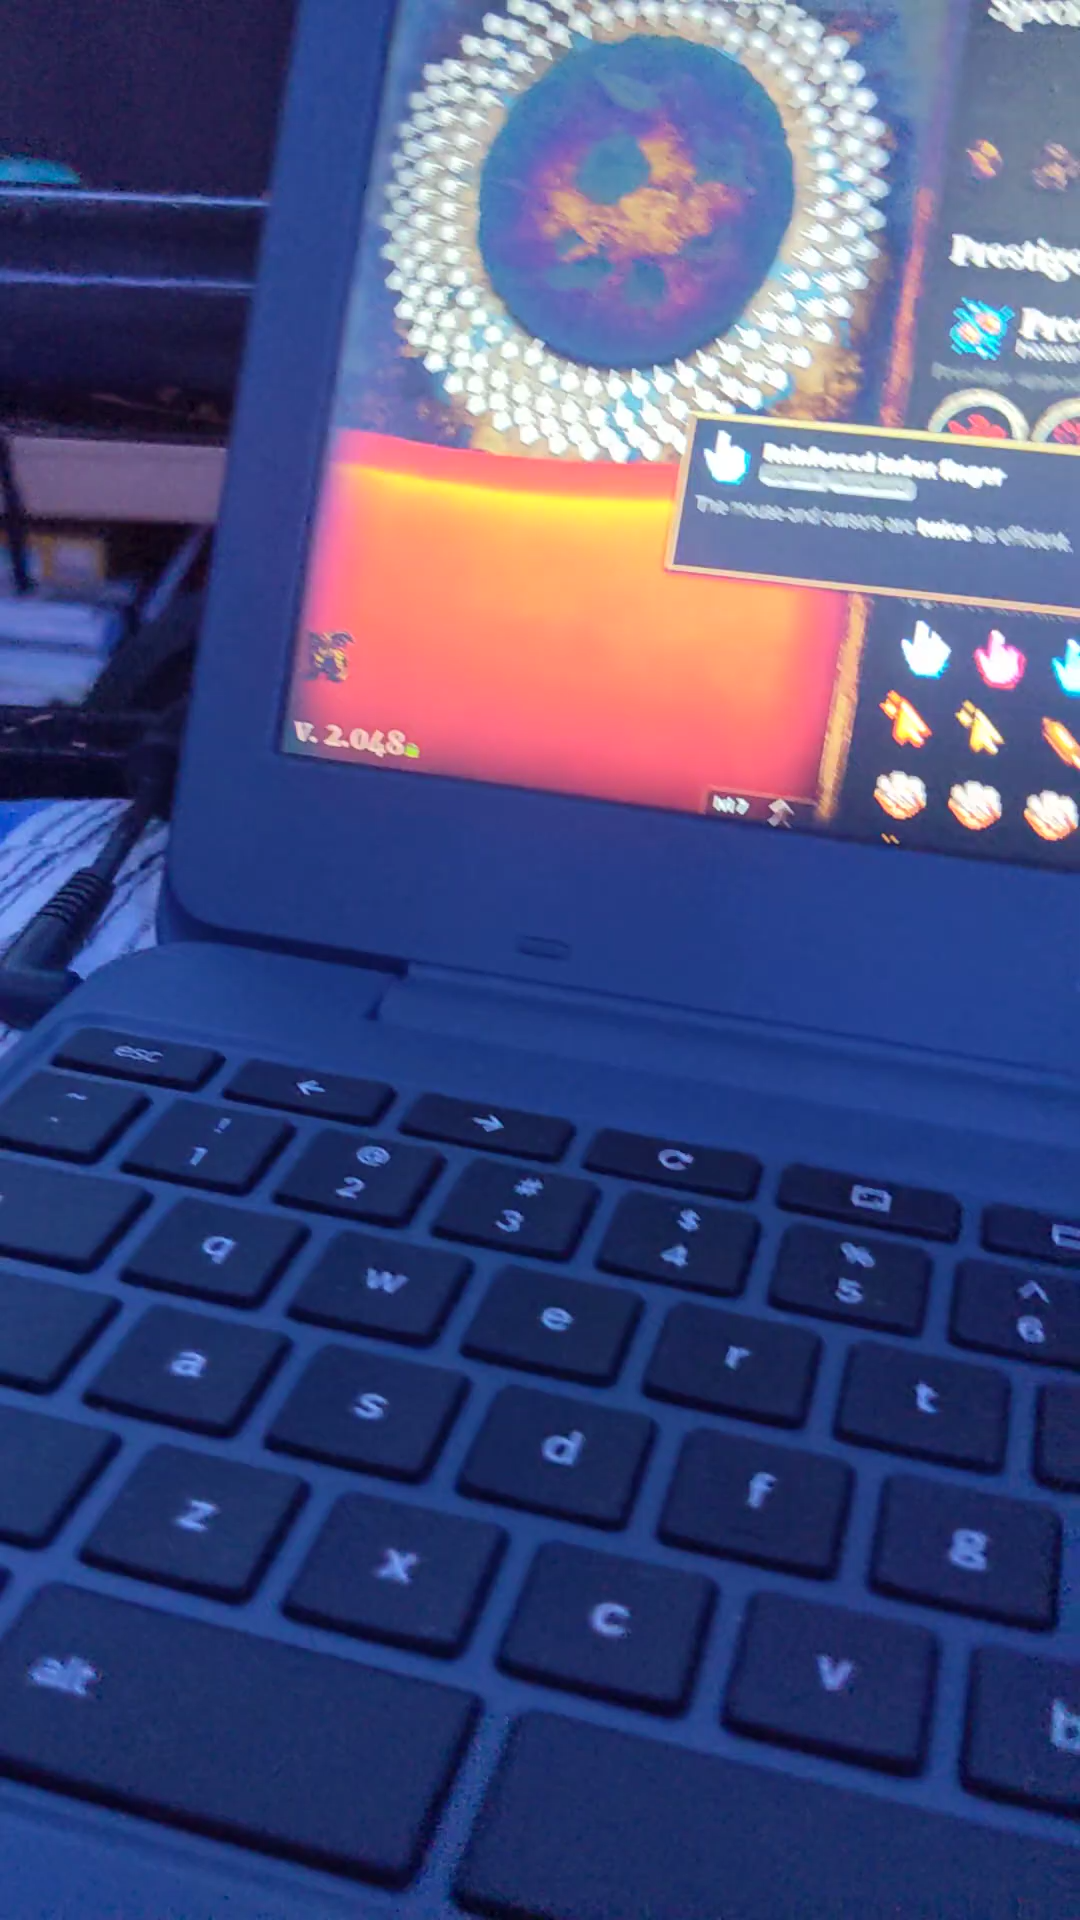 Prestige
Reinforced index finger
The mouse and cursors are twice as efficient.
V. 2.048
esc
~
! 1
@ 2
# 3
$ 4
% 5
^ 6
q w e r t
a s d f g
z x c v b
alt